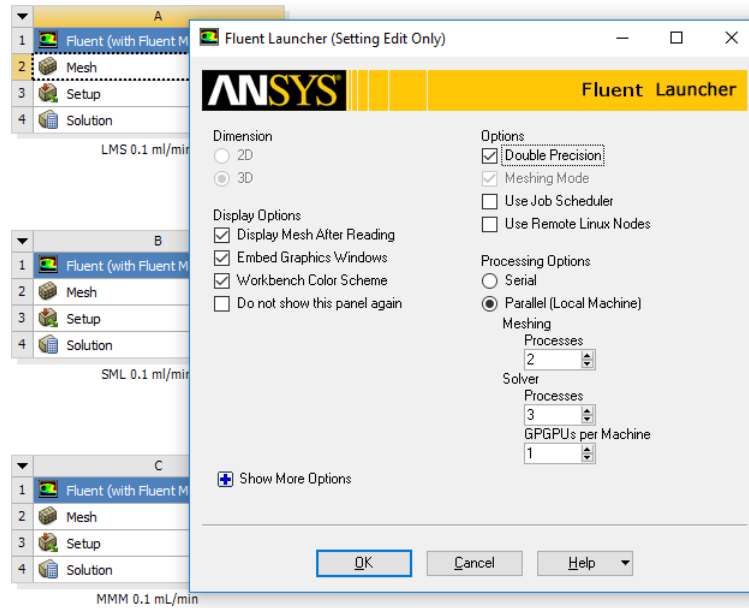 A
1 Fluent (with Fluent M
2 Mesh
3 Setup
4 Solution
LMS 0.1 ml/min
B
1 Fluent (with Fluent M
2 Mesh
3 Setup
4 Solution
SML 0.1 ml/min
C
1 Fluent (with Fluent M
2 Mesh
3 Setup
4 Solution
MMM 0.1 mL/min
Fluent Launcher (Setting Edit Only)
ANSYS
Fluent Launcher
Dimension
2D
3D
Display Options
Display Mesh After Reading
Embed Graphics Windows
Workbench Color Scheme
Do not show this panel again
Options
Double Precision
Meshing Mode
Use Job Scheduler
Use Remote Linux Nodes
Processing Options
Serial
Parallel (Local Machine)
Meshing
Processes
2
Solver
Processes
3
GPGPUs per Machine
1
Show More Options
OK Cancel Help